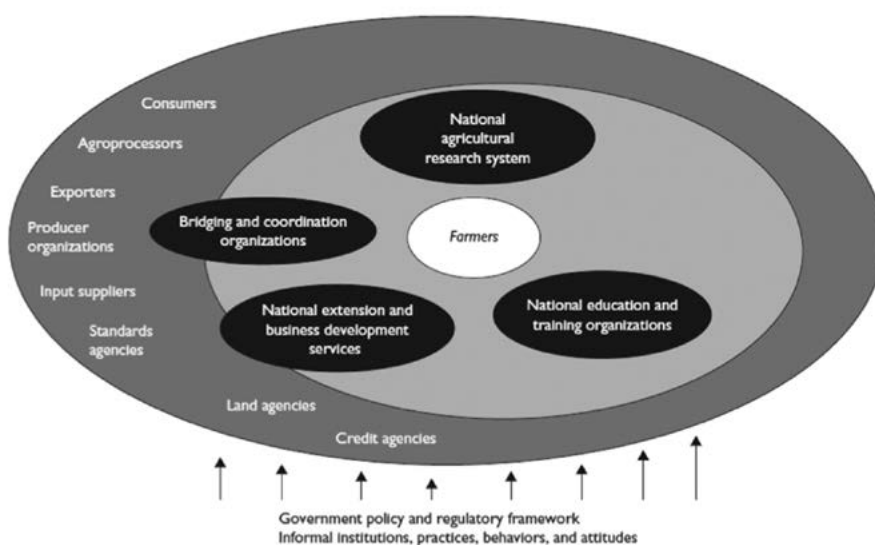 Consumers
Agroprocessors
Exporters
Producer
organizations
Input suppliers
Standards
agencies
Land agencies
Credit agencies
National
agricultural
research system
Bridging and coordination
organizations
Farmers
National extension and
business development
services
National education and
training organizations
Government policy and regulatory framework
Informal institutions, practices, behaviors, and attitudes